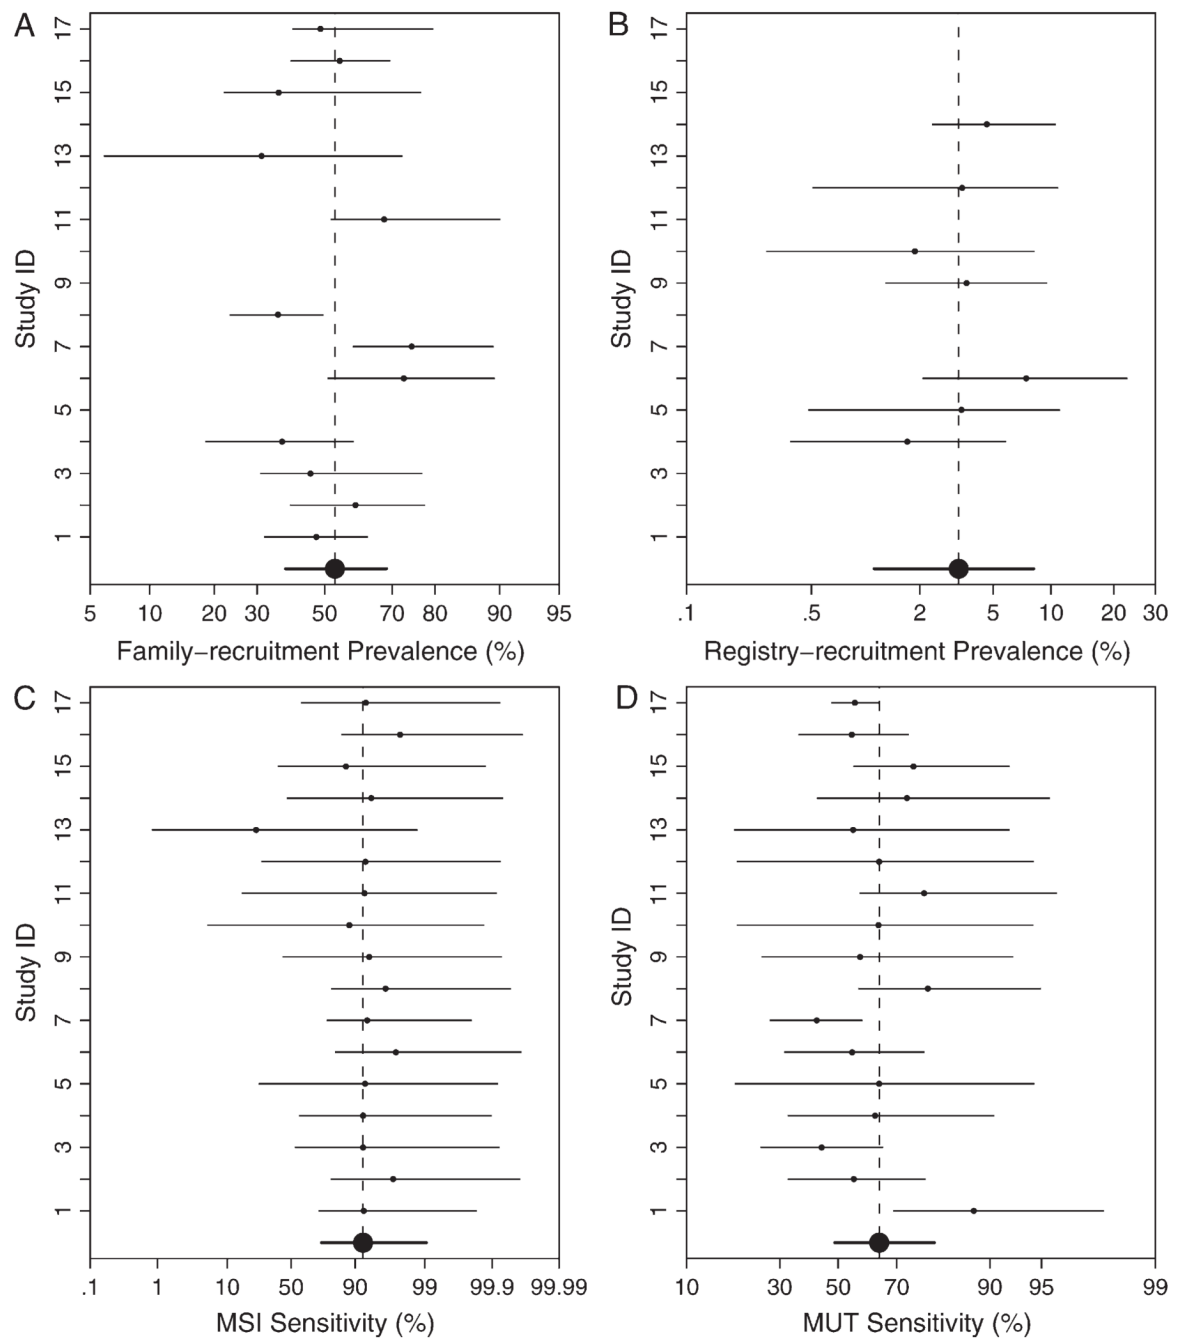 A
17
15
13
11
9
7
5
3
1
Study ID
5 10 20 30 50 70 80 90 95
Family−recruitment Prevalence (%)
B
17
15
13
11
9
7
5
3
1
Study ID
.1 .5 2 5 10 20 30
Registry−recruitment Prevalence (%)
C
17
15
13
11
9
7
5
3
1
Study ID
.1 1 10 50 90 99 99.9 99.99
MSI Sensitivity (%)
D
17
15
13
11
9
7
5
3
1
Study ID
10 30 50 70 90 95 99
MUT Sensitivity (%)